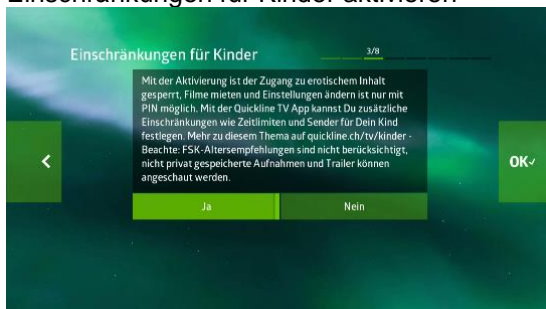 Einschränkungen für Kinder aktivieren
Einschränkungen für Kinder
3/8
Mit der Aktivierung ist der Zugang zu erotischem Inhalt
gesperrt, Filme mieten und Einstellungen ändern ist nur mit
PIN möglich. Mit der Quickline TV App kannst Du zusätzliche
Einschränkungen wie Zeitlimiten und Sender für Dein Kind
festlegen. Mehr zu diesem Thema auf quickline.ch/tv/kinder -
Beachte: FSK-Altersempfehlungen sind nicht berücksichtigt,
nicht privat gespeicherte Aufnahmen und Trailer können
angeschaut werden.
OK
Ja
Nein